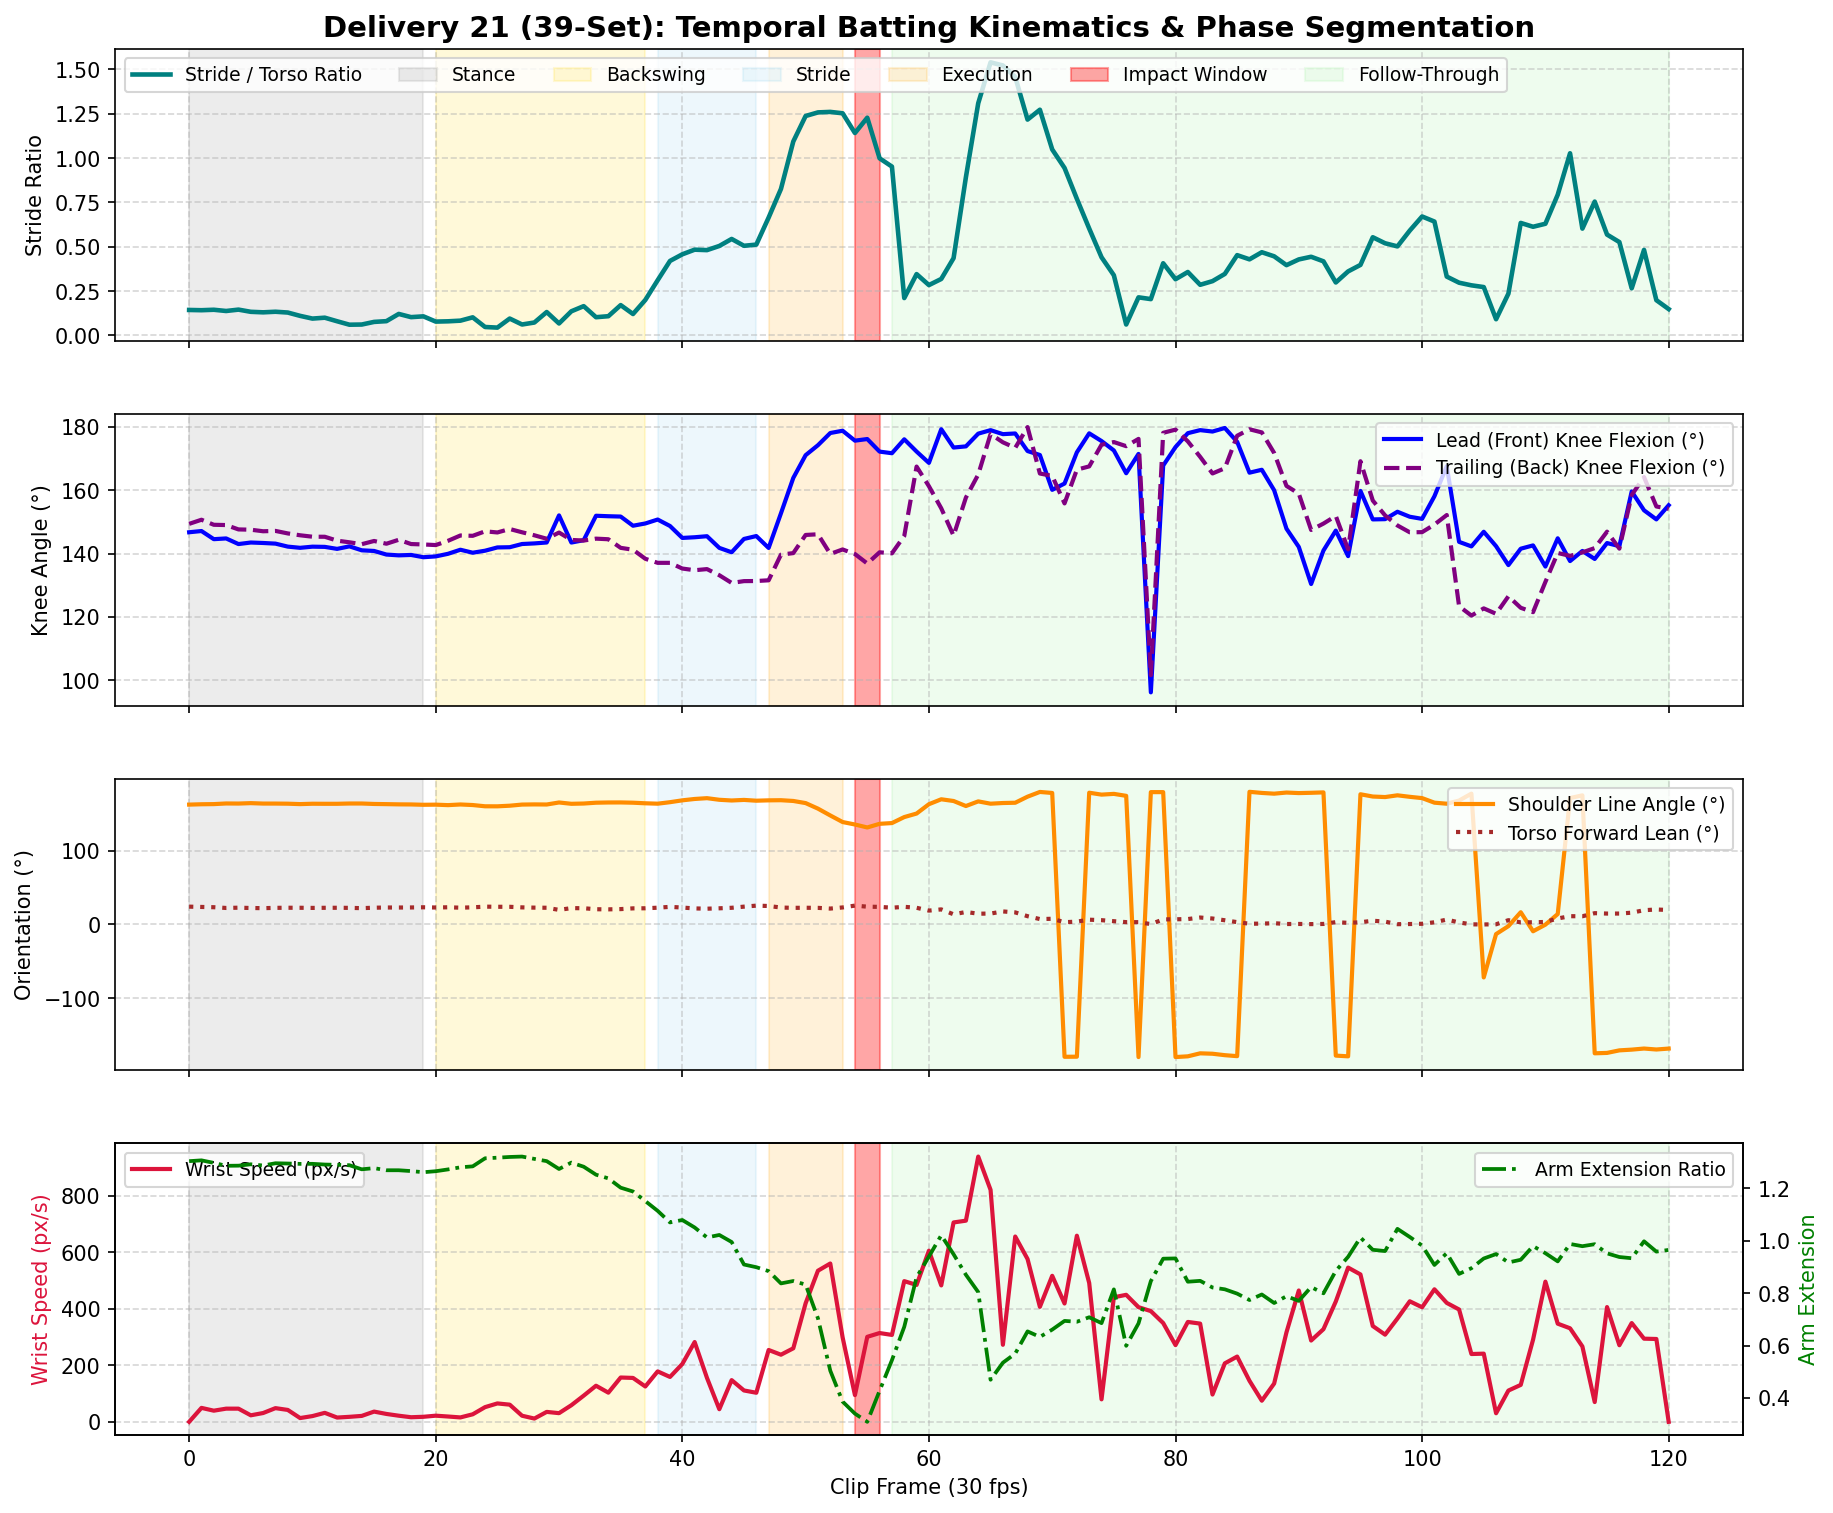 Delivery 21 (39-Set): Temporal Batting Kinematics & Phase Segmentation
Stride / Torso Ratio Stance Backswing Stride Execution Impact Window Follow-Through
Stride Ratio
1.50
1.25
1.00
0.75
0.50
0.25
0.00
Lead (Front) Knee Flexion (°)
Trailing (Back) Knee Flexion (°)
Knee Angle (°)
180
160
140
120
100
Shoulder Line Angle (°)
Torso Forward Lean (°)
Orientation (°)
100
0
−100
Wrist Speed (px/s)
Arm Extension Ratio
Wrist Speed (px/s)
800
600
400
200
0
1.2
1.0
0.8
0.6
0.4
Arm Extension
0 20 40 60 80 100 120
Clip Frame (30 fps)